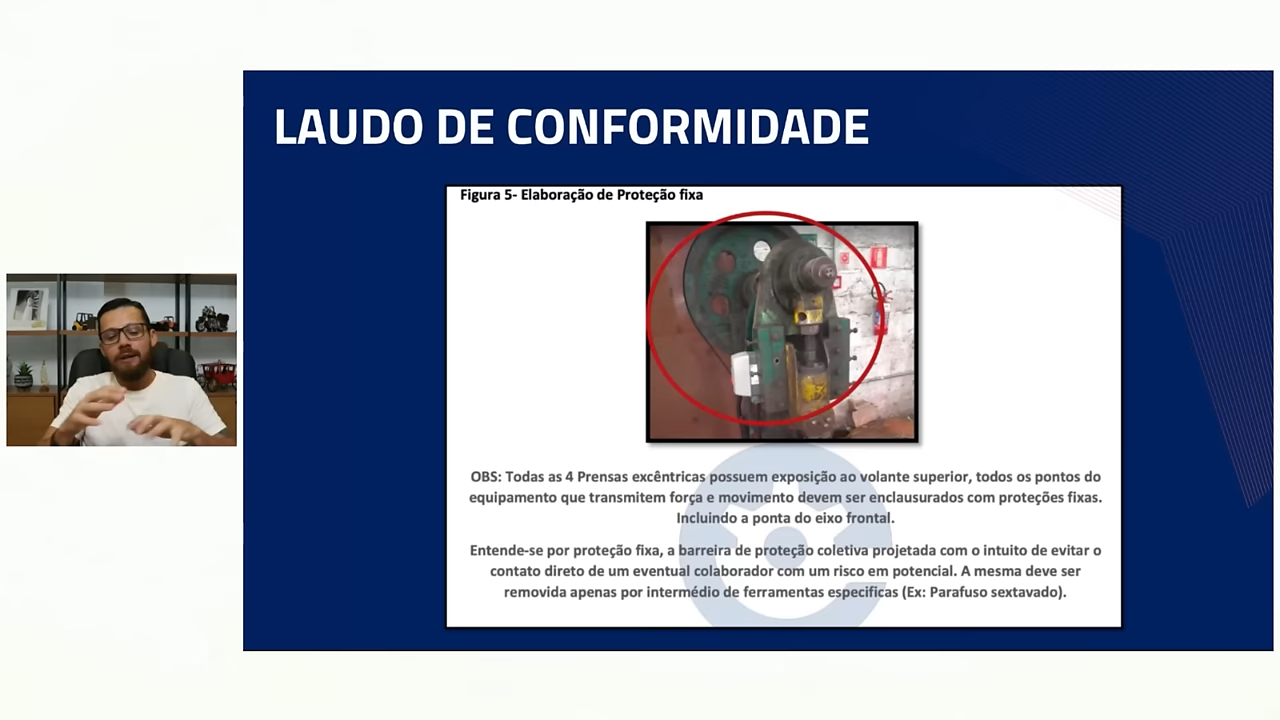 LAUDO DE CONFORMIDADE
Figura 5- Elaboração de Proteção fixa
OBS: Todas as 4 Prensas excêntricas possuem exposição ao volante superior, todos os pontos do
equipamento que transmitem força e movimento devem ser enclausurados com proteções fixas.
Incluindo a ponta do eixo frontal.
Entende-se por proteção fixa, a barreira de proteção coletiva projetada com o intuito de evitar o
contato direto de um eventual colaborador com um risco em potencial. A mesma deve ser
removida apenas por intermédio de ferramentas especificas (Ex: Parafuso sextavado).